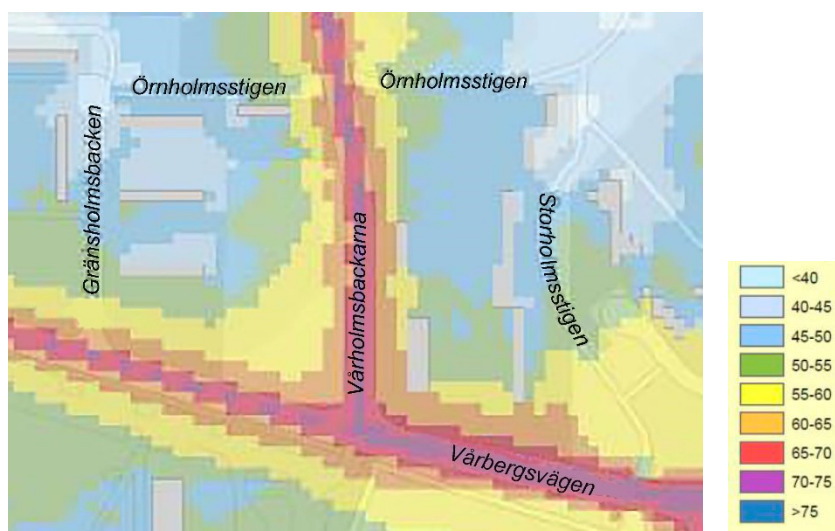 Örnholmsstigen
Örnholmsstigen
Gränsholmsbacken
Vårholmsbackarna
Storholmsstigen
Vårbergsvägen
<40
40-45
45-50
50-55
55-60
60-65
65-70
70-75
>75